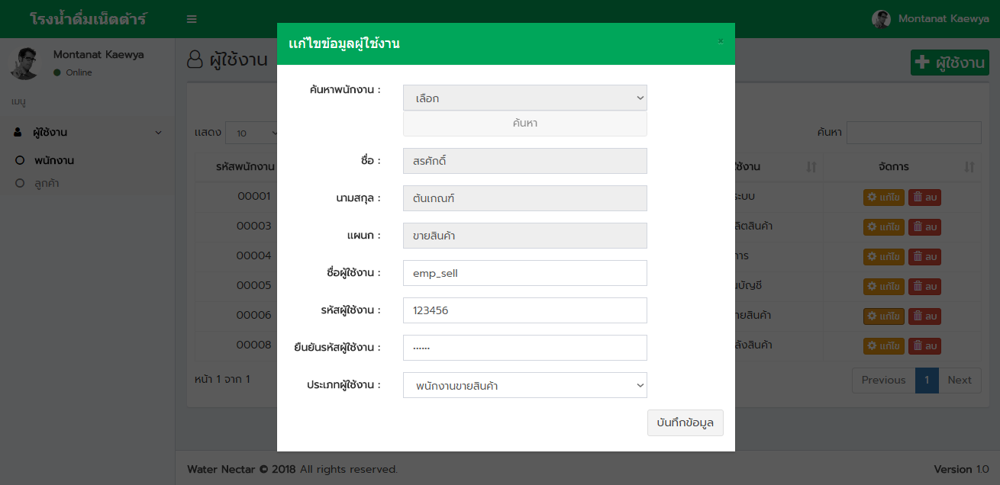 โรงน้ำดื่มเน็ตต้าร์
Montanat Kaewya
Montanat Kaewya
Online
เมนู
ผู้ใช้งาน
พนักงาน
ลูกค้า
ผู้ใช้งาน
ผู้ใช้งาน
แสดง 10
ค้นหา
รหัสพนักงาน
ช้งาน
จัดการ
00001
ะบบ
แก้ไข ลบ
00003
ลิตสินค้า
แก้ไข ลบ
00004
าร
แก้ไข ลบ
00005
นบัญชี
แก้ไข ลบ
00006
ายสินค้า
แก้ไข ลบ
00008
ลังสินค้า
แก้ไข ลบ
หน้า 1 จาก 1
Previous 1 Next
แก้ไขข้อมูลผู้ใช้งาน ×
ค้นหาพนักงาน : เลือก
ค้นหา
ชื่อ : สรศักดิ์
นามสกุล : ต้นเกณฑ์
แผนก : ขายสินค้า
ชื่อผู้ใช้งาน : emp_sell
รหัสผู้ใช้งาน : 123456
ยืนยันรหัสผู้ใช้งาน : ••••••
ประเภทผู้ใช้งาน : พนักงานขายสินค้า
บันทึกข้อมูล
Water Nectar © 2018 All rights reserved.
Version 1.0